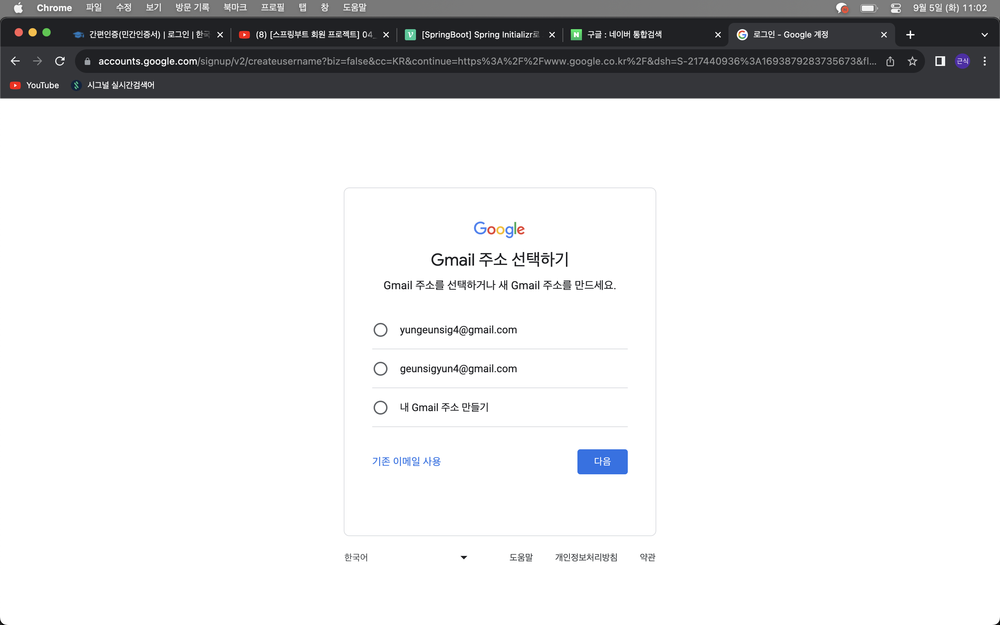 Chrome 파일 수정 보기 방문 기록 북마크 프로필 탭 창 도움말 9월 5일 (화) 11:02
간편인증(민간인증서) | 로그인 | 한국 (8) [스프링부트 회원 프로젝트] 04_ [SpringBoot] Spring Initializr로 구글 : 네이버 통합검색 로그인 - Google 계정
accounts.google.com/signup/v2/createusername?biz=false&cc=KR&continue=https%3A%2F%2Fwww.google.co.kr%2F&dsh=S-217440936%3A1693879283735673&fl... 근식
YouTube 시그널 실시간검색어
Google
Gmail 주소 선택하기
Gmail 주소를 선택하거나 새 Gmail 주소를 만드세요.
yungeunsig4@gmail.com
geunsigyun4@gmail.com
내 Gmail 주소 만들기
기존 이메일 사용 다음
한국어 도움말 개인정보처리방침 약관